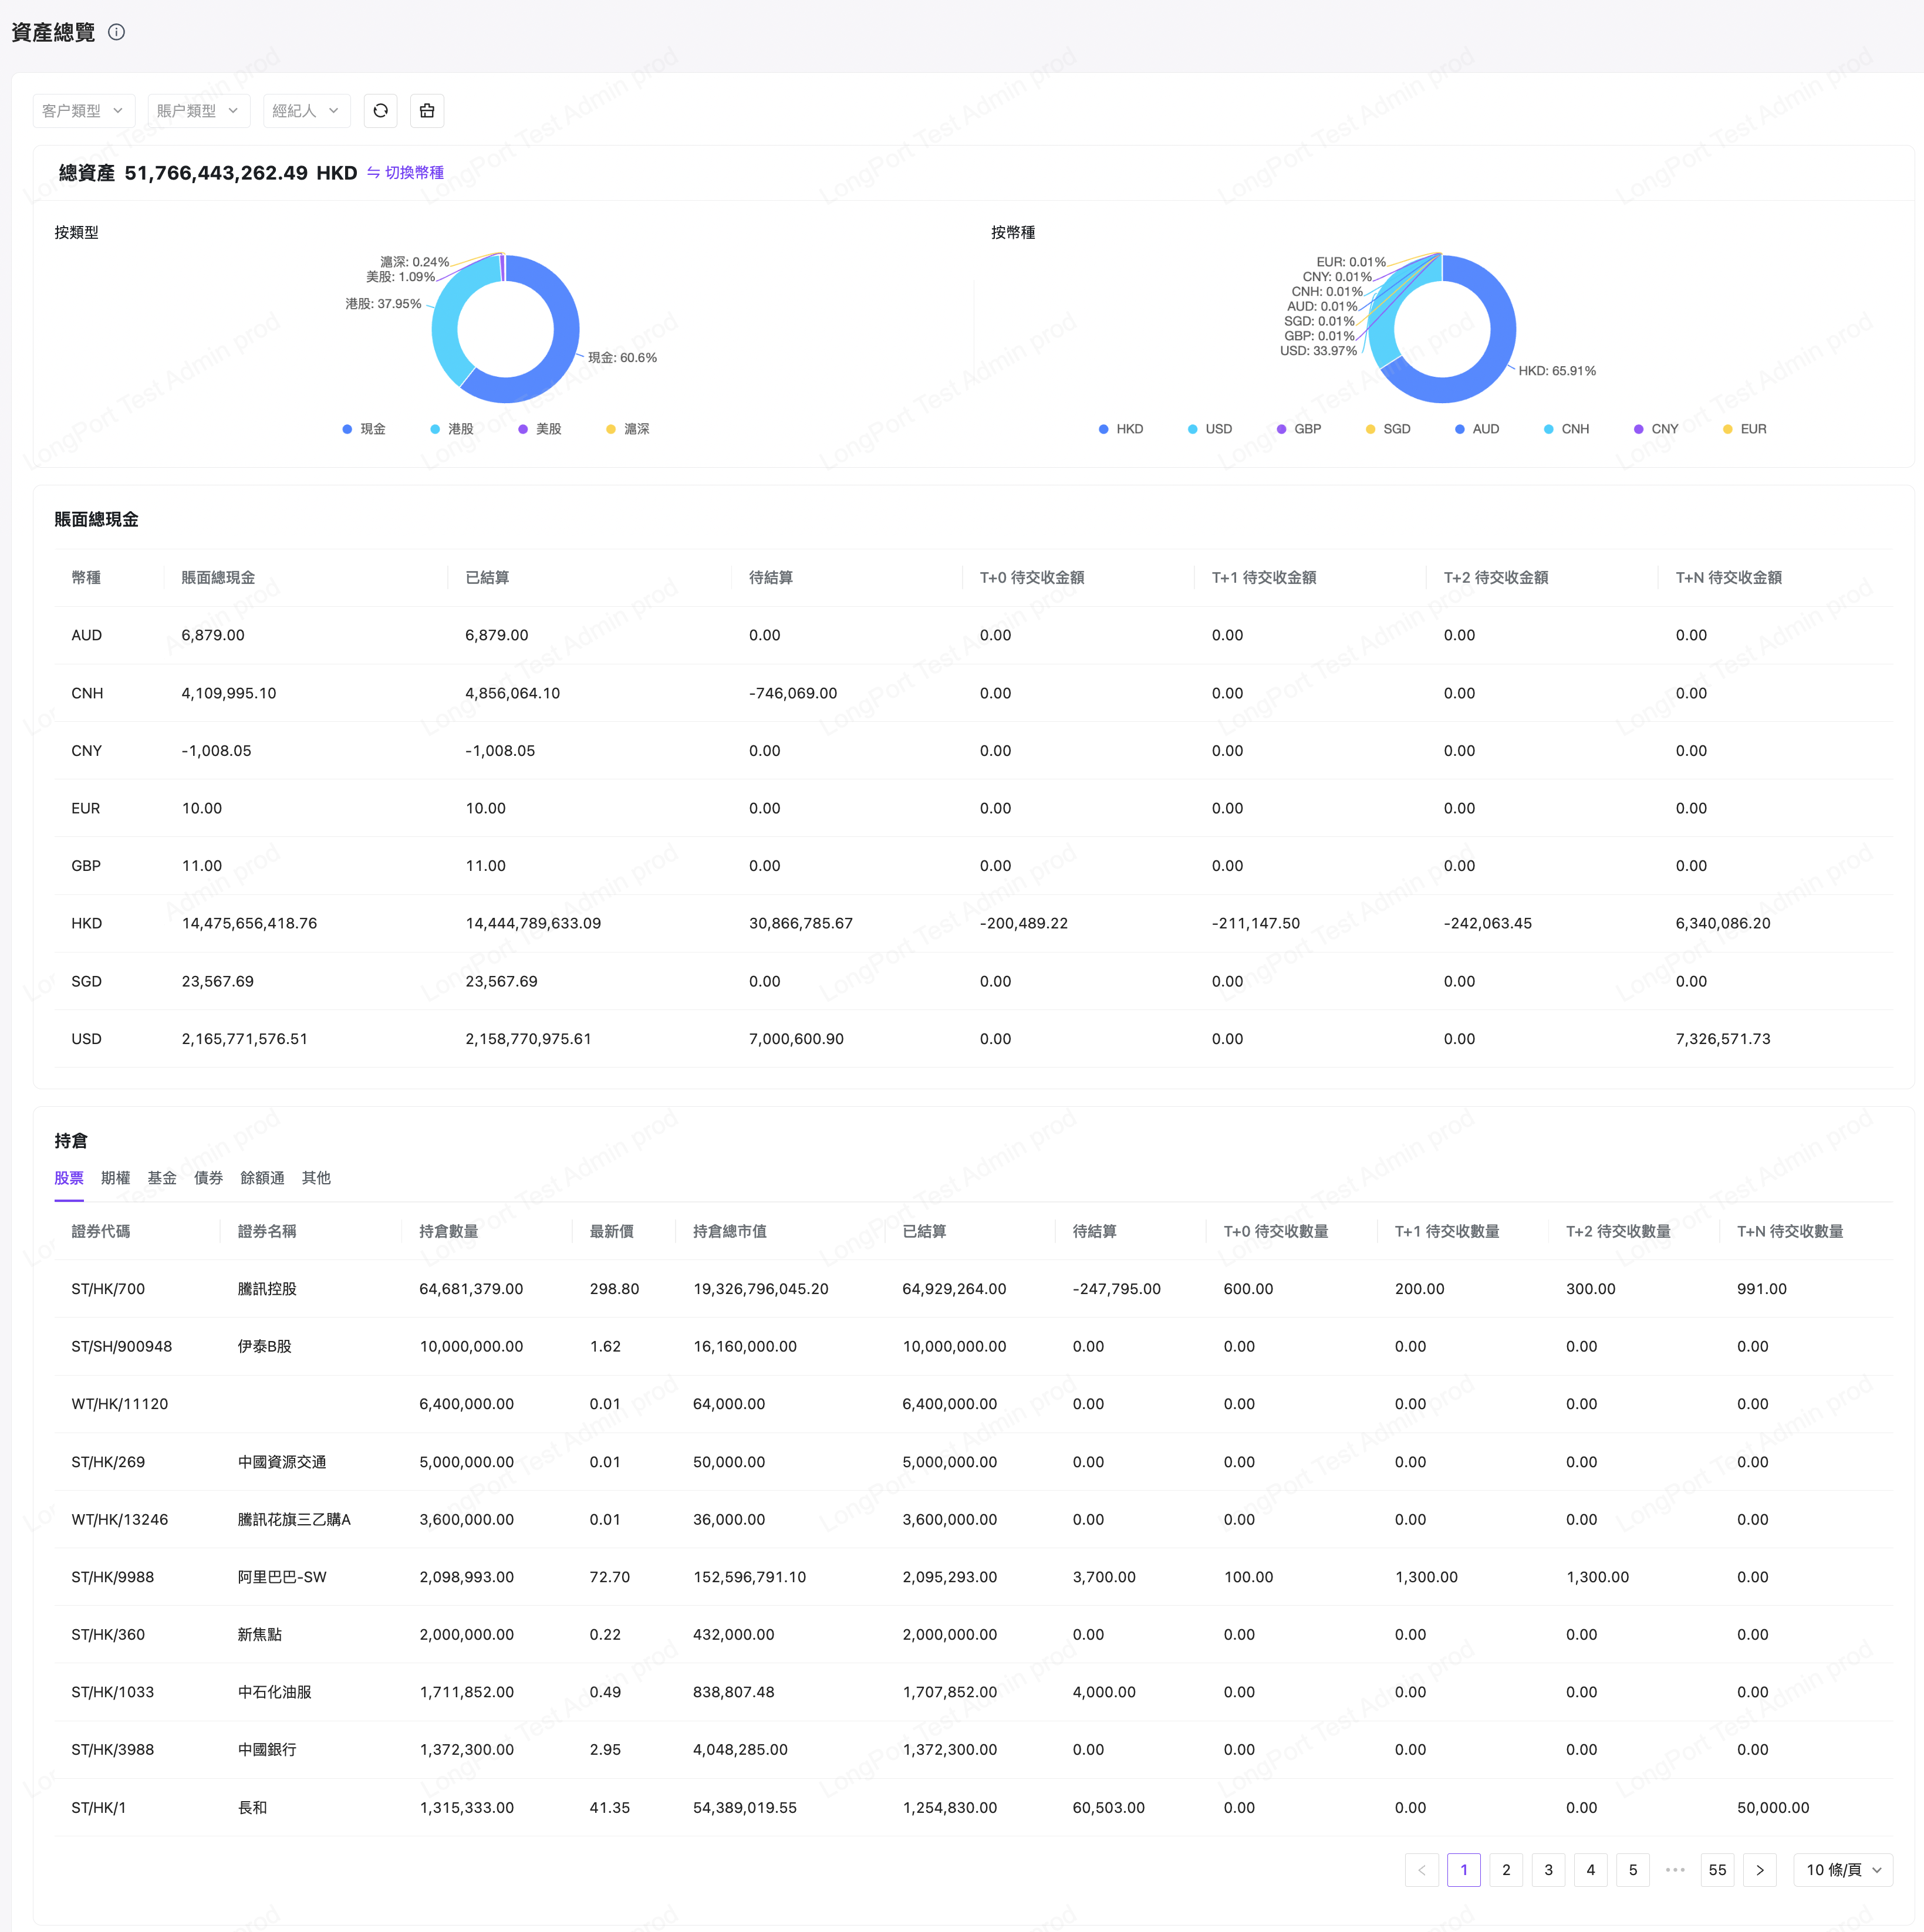 資產總覽
客户類型 賬户類型 經紀人
總資產 51,766,443,262.49 HKD 切換幣種
按類型
滬深: 0.24%
美股: 1.09%
港股: 37.95%
現金: 60.6%
現金 港股 美股 滬深
按幣種
EUR: 0.01%
CNY: 0.01%
CNH: 0.01%
AUD: 0.01%
SGD: 0.01%
GBP: 0.01%
USD: 33.97%
HKD: 65.91%
HKD USD GBP SGD AUD CNH CNY EUR
賬面總現金
幣種 賬面總現金 已結算 待結算 T+0 待交收金額 T+1 待交收金額 T+2 待交收金額 T+N 待交收金額
AUD 6,879.00 6,879.00 0.00 0.00 0.00 0.00 0.00
CNH 4,109,995.10 4,856,064.10 -746,069.00 0.00 0.00 0.00 0.00
CNY -1,008.05 -1,008.05 0.00 0.00 0.00 0.00 0.00
EUR 10.00 10.00 0.00 0.00 0.00 0.00 0.00
GBP 11.00 11.00 0.00 0.00 0.00 0.00 0.00
HKD 14,475,656,418.76 14,444,789,633.09 30,866,785.67 -200,489.22 -211,147.50 -242,063.45 6,340,086.20
SGD 23,567.69 23,567.69 0.00 0.00 0.00 0.00 0.00
USD 2,165,771,576.51 2,158,770,975.61 7,000,600.90 0.00 0.00 0.00 7,326,571.73
持倉
股票 期權 基金 債券 餘額通 其他
證券代碼 證券名稱 持倉數量 最新價 持倉總市值 已結算 待結算 T+0 待交收數量 T+1 待交收數量 T+2 待交收數量 T+N 待交收數量
ST/HK/700 騰訊控股 64,681,379.00 298.80 19,326,796,045.20 64,929,264.00 -247,795.00 600.00 200.00 300.00 991.00
ST/SH/900948 伊泰B股 10,000,000.00 1.62 16,160,000.00 10,000,000.00 0.00 0.00 0.00 0.00 0.00
WT/HK/11120 6,400,000.00 0.01 64,000.00 6,400,000.00 0.00 0.00 0.00 0.00 0.00
ST/HK/269 中國資源交通 5,000,000.00 0.01 50,000.00 5,000,000.00 0.00 0.00 0.00 0.00 0.00
WT/HK/13246 騰訊花旗三乙購A 3,600,000.00 0.01 36,000.00 3,600,000.00 0.00 0.00 0.00 0.00 0.00
ST/HK/9988 阿里巴巴-SW 2,098,993.00 72.70 152,596,791.10 2,095,293.00 3,700.00 100.00 1,300.00 1,300.00 0.00
ST/HK/360 新焦點 2,000,000.00 0.22 432,000.00 2,000,000.00 0.00 0.00 0.00 0.00 0.00
ST/HK/1033 中石化油服 1,711,852.00 0.49 838,807.48 1,707,852.00 4,000.00 0.00 0.00 0.00 0.00
ST/HK/3988 中國銀行 1,372,300.00 2.95 4,048,285.00 1,372,300.00 0.00 0.00 0.00 0.00 0.00
ST/HK/1 長和 1,315,333.00 41.35 54,389,019.55 1,254,830.00 60,503.00 0.00 0.00 0.00 50,000.00
1 2 3 4 5 ••• 55 10 條/頁
LongPort Test Admin prod